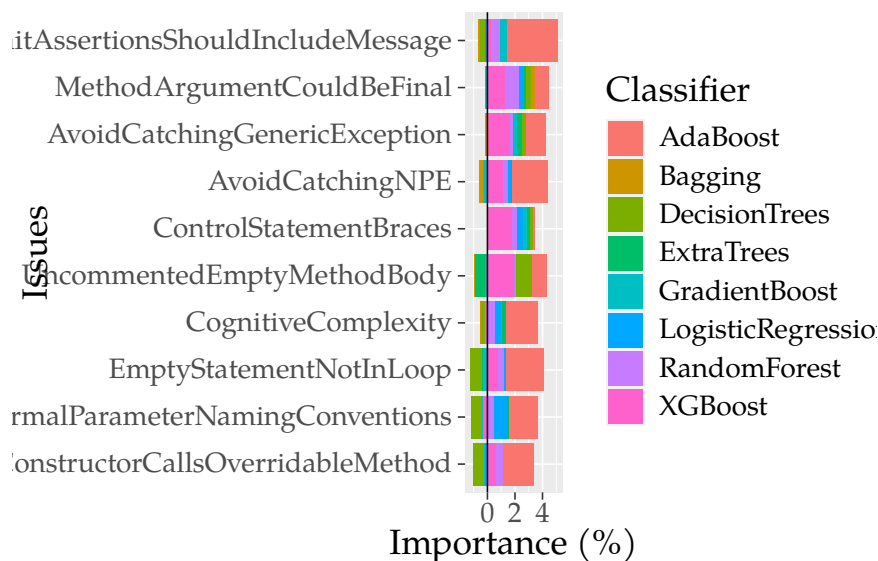 itAssertionsShouldIncludeMessage
MethodArgumentCouldBeFinal
AvoidCatchingGenericException
AvoidCatchingNPE
ControlStatementBraces
UncommentedEmptyMethodBody
CognitiveComplexity
EmptyStatementNotInLoop
rmalParameterNamingConventions
ConstructorCallsOverridableMethod
Issues
0 2 4
Importance (%)
Classifier
AdaBoost
Bagging
DecisionTrees
ExtraTrees
GradientBoost
LogisticRegression
RandomForest
XGBoost